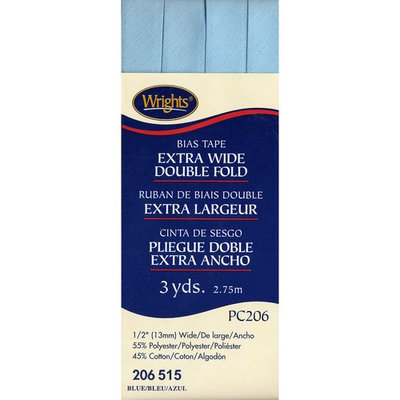 Wrights®
BIAS TAPE
EXTRA WIDE
DOUBLE FOLD
RUBAN DE BIAIS DOUBLE
EXTRA LARGEUR
CINTA DE SESGO
PLIEGUE DOBLE
EXTRA ANCHO
3 yds. 2.75m
PC206
1/2" (13mm) Wide/De large/Ancho
55% Polyester/Polyester/Poliéster
45% Cotton/Coton/Algodón
206 515
BLUE/BLEU/AZUL